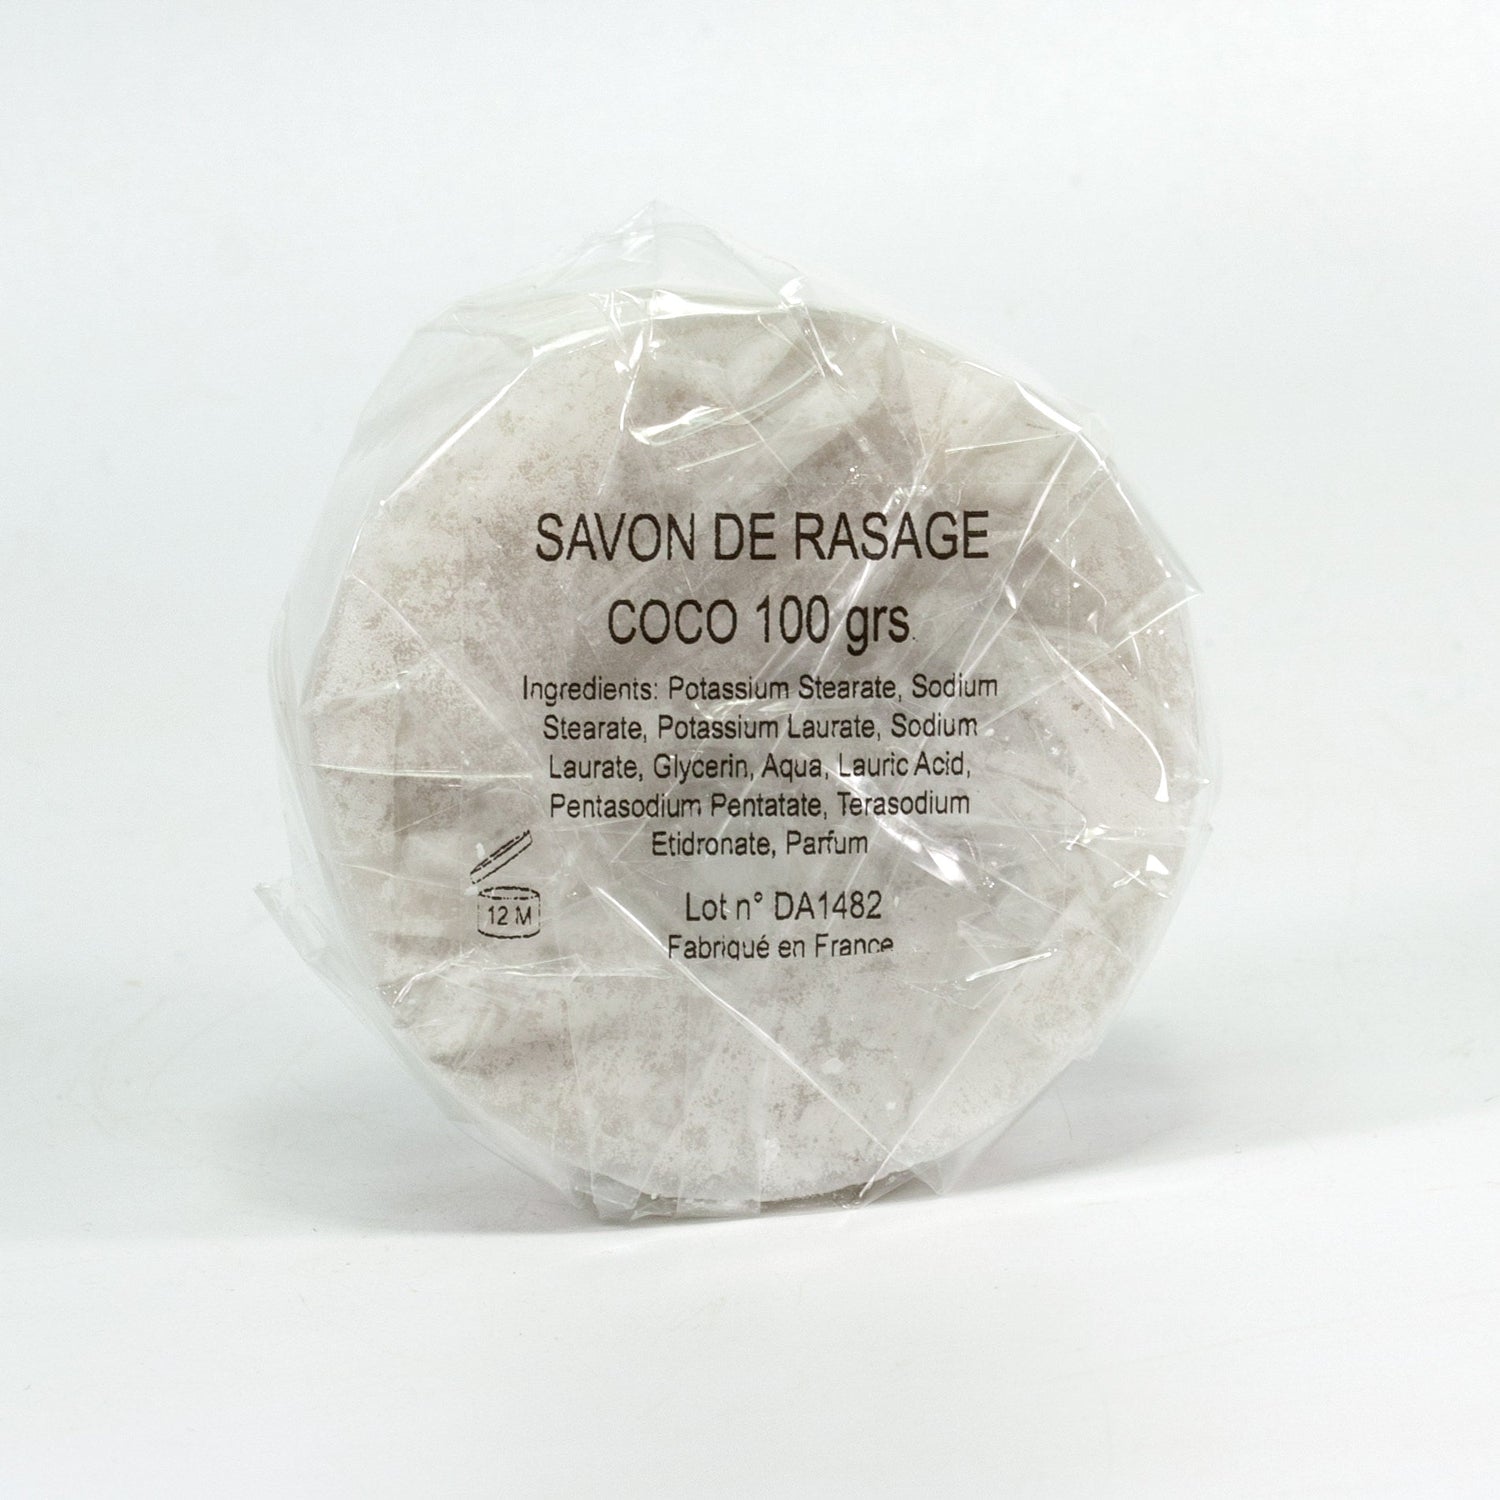 SAVON DE RASAGE
COCO 100 grs.
Ingredients: Potassium Stearate, Sodium
Stearate, Potassium Laurate, Sodium
Laurate, Glycerin, Aqua, Lauric Acid,
Pentasodium Pentatate, Terasodium
Etidronate, Parfum
12 M
Lot n° DA1482
Fabriqué en France